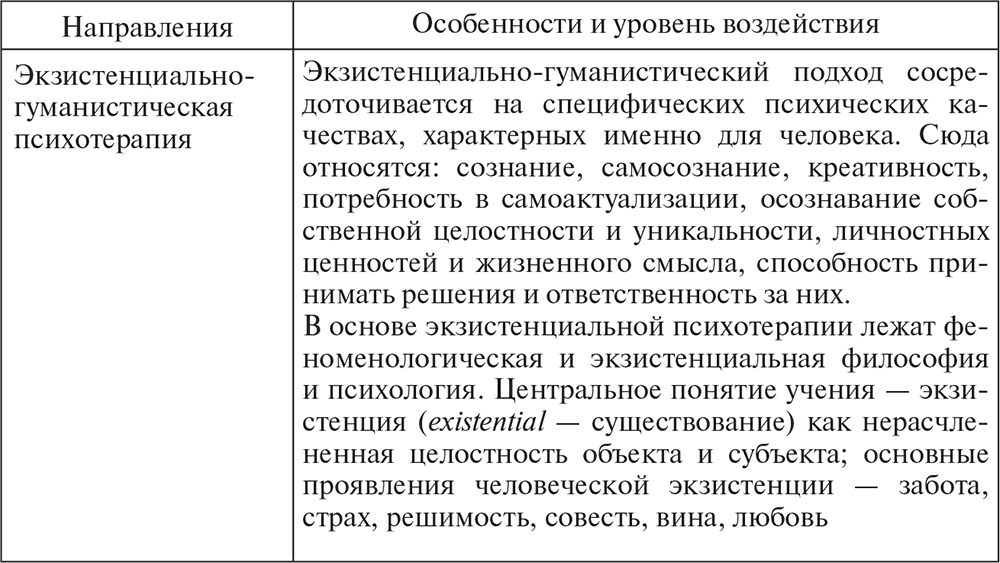 Направления
Особенности и уровень воздействия
Экзистенциально-
гуманистическая
психотерапия
Экзистенциально-гуманистический подход сосре-
доточивается на специфических психических ка-
чествах, характерных именно для человека. Сюда
относятся: сознание, самосознание, креативность,
потребность в самоактуализации, осознавание соб-
ственной целостности и уникальности, личностных
ценностей и жизненного смысла, способность при-
нимать решения и ответственность за них.
В основе экзистенциальной психотерапии лежат фе-
номенологическая и экзистенциальная философия
и психология. Центральное понятие учения — экзи-
стенция (existential — существование) как нерасчле-
ненная целостность объекта и субъекта; основные
проявления человеческой экзистенции — забота,
страх, решимость, совесть, вина, любовь